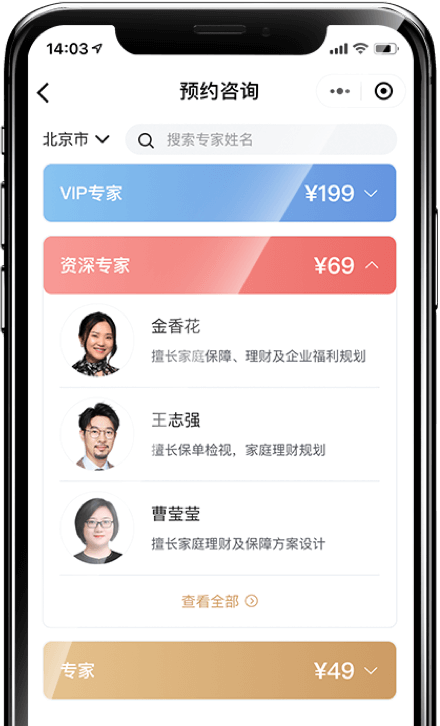 14:03
预约咨询
北京市
搜索专家姓名
VIP专家
¥199
资深专家
¥69
金香花
擅长家庭保障、理财及企业福利规划
王志强
擅长保单检视，家庭理财规划
曹莹莹
擅长家庭理财及保障方案设计
查看全部
专家
¥49